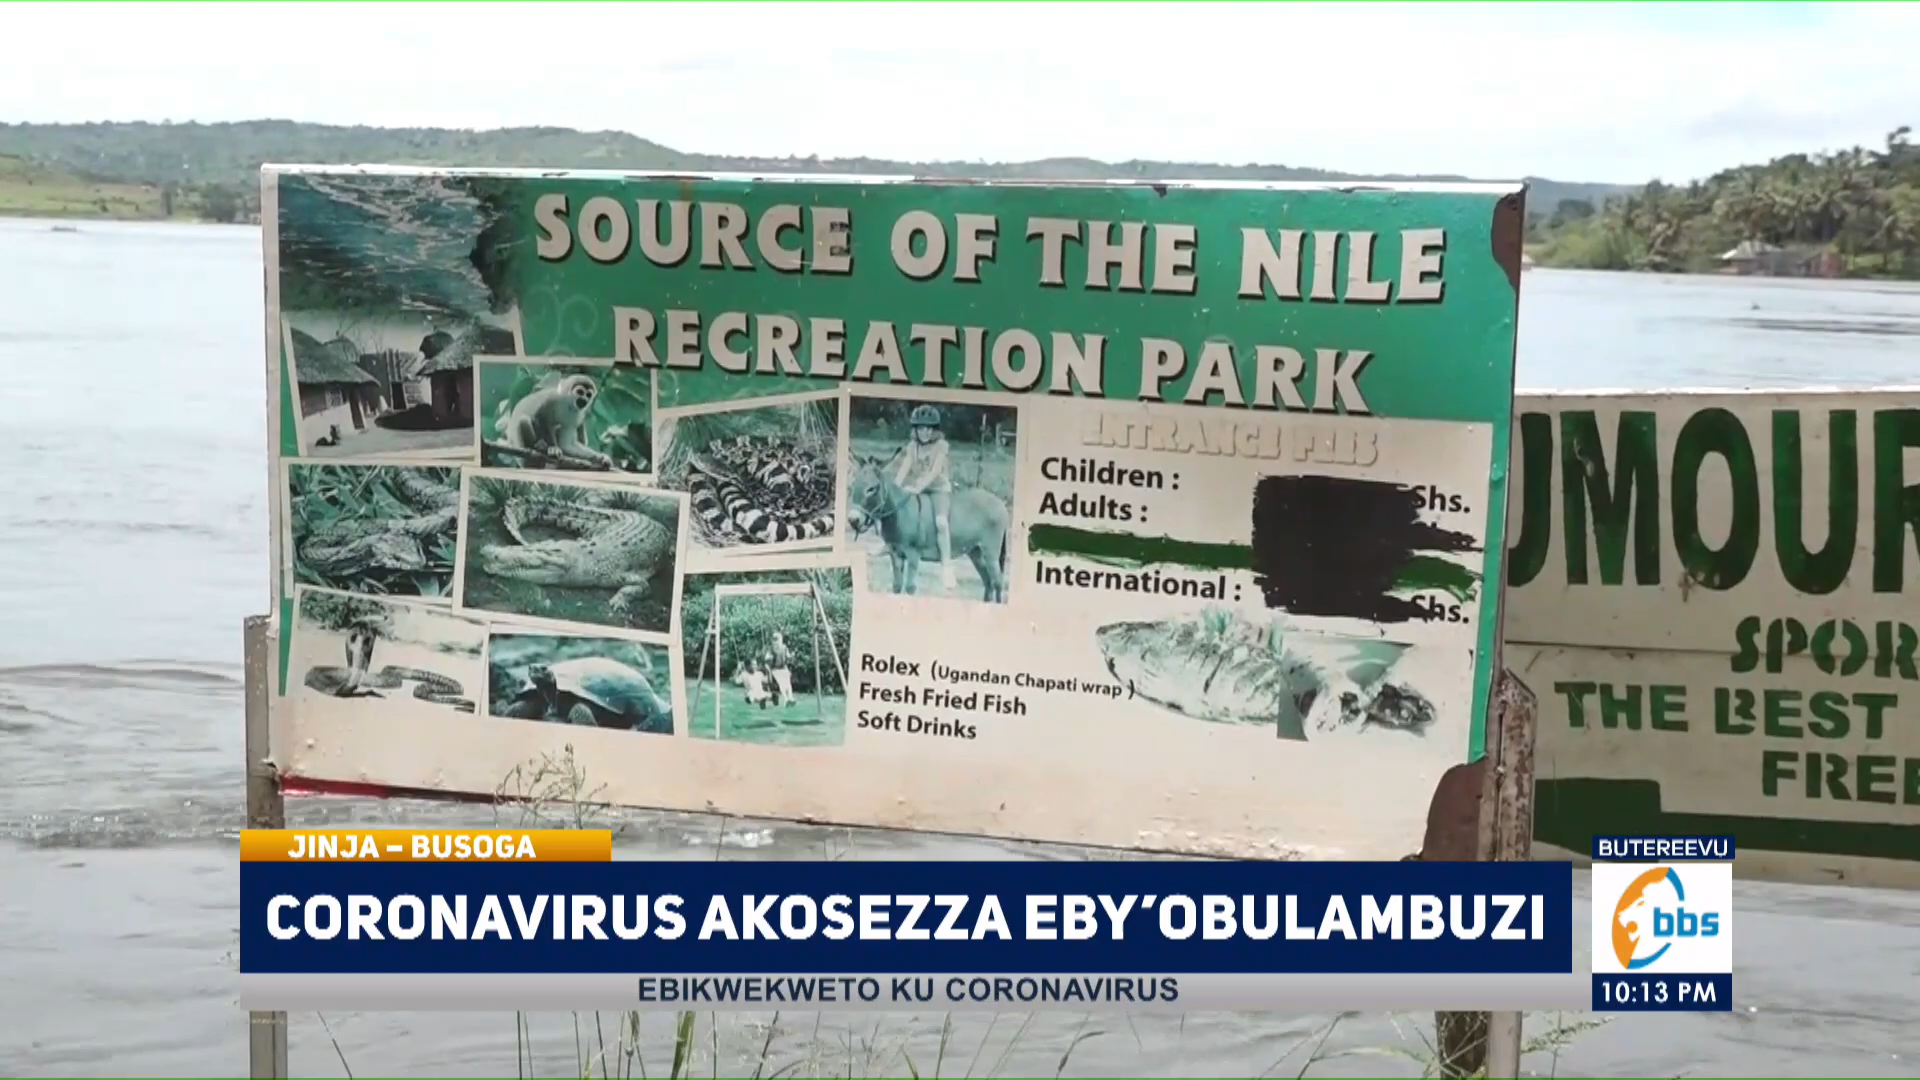 SOURCE OF THE NILE
RECREATION PARK
ENTRANCE FEES
Children : Shs.
Adults :
International : Shs.
Rolex (Ugandan Chapati wrap )
Fresh Fried Fish
Soft Drinks
SPOR
THE BEST
FREE
JINJA – BUSOGA
CORONAVIRUS AKOSEZZA EBY'OBULAMBUZI
EBIKWEKWETO KU CORONAVIRUS
BUTEREEVU
bbs
10:13 PM